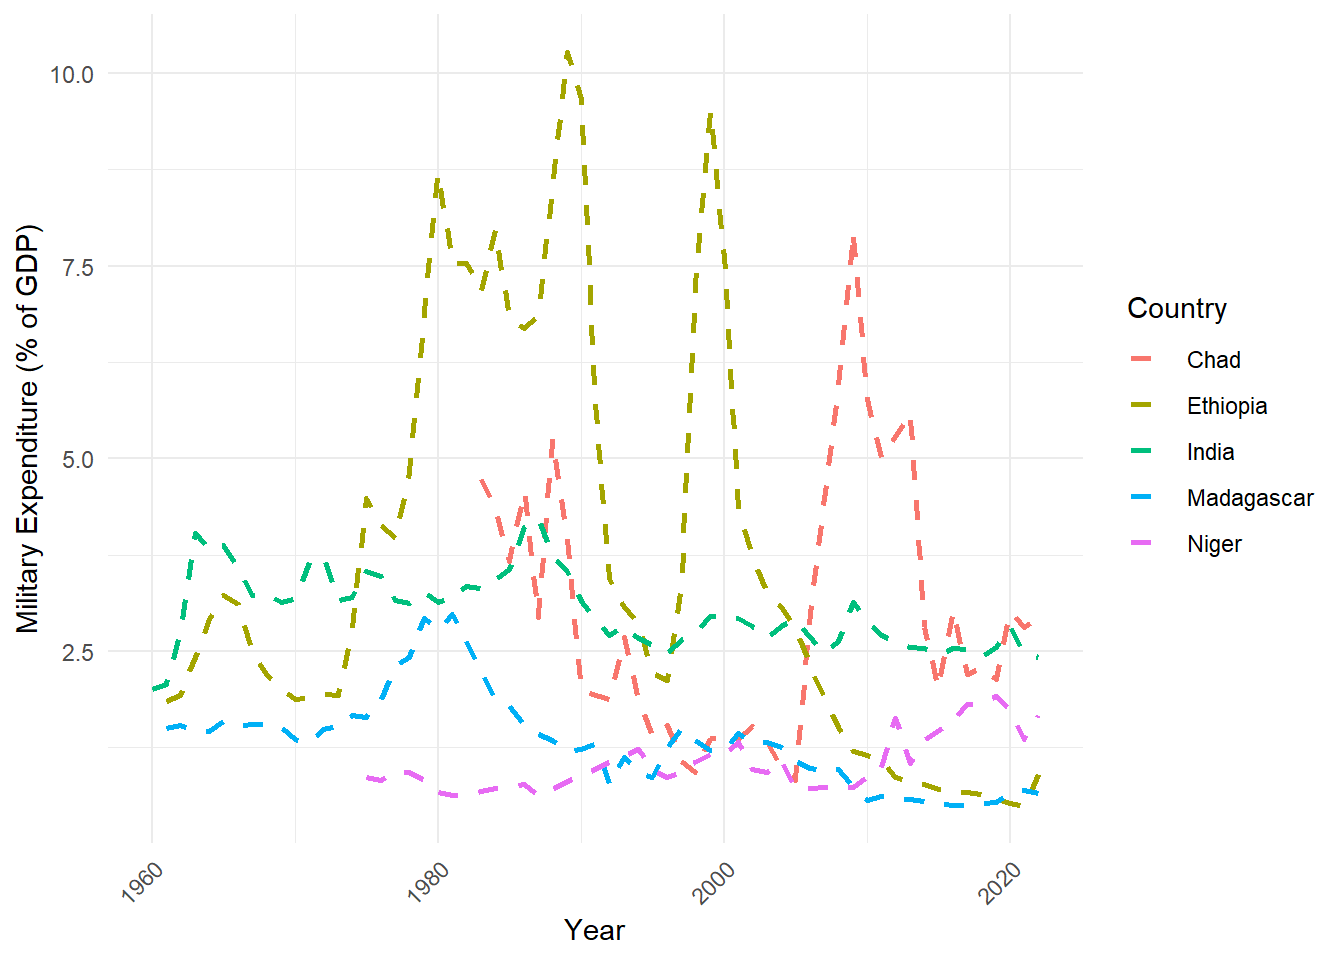 10.0
7.5
5.0
2.5
Military Expenditure (% of GDP)
1960
1980
2000
2020
Year
Country
Chad
Ethiopia
India
Madagascar
Niger